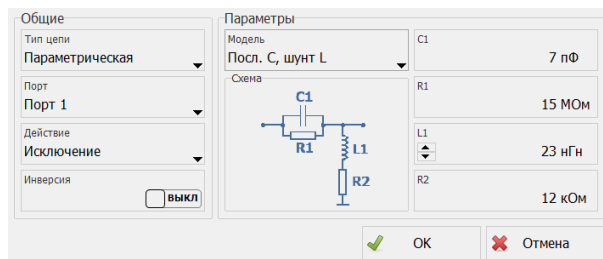 Общие
Тип цепи
Параметрическая
Порт
Порт 1
Действие
Исключение
Инверсия
выкл
Параметры
Модель
Посл. С, шунт L
Схема
C1
R1
L1
R2
C1
7 пФ
R1
15 МОм
L1
23 нГн
R2
12 кОм
OK
Отмена